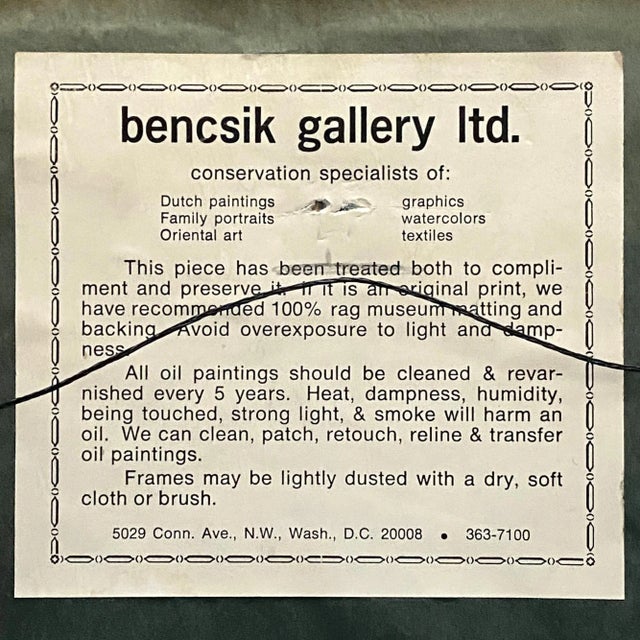 bencsik gallery ltd.
conservation specialists of:
Dutch paintings graphics
Family portraits watercolors
Oriental art textiles
This piece has been treated both to compli-
ment and preserve it. If it is an original print, we
have recommended 100% rag museum matting and
backing. Avoid overexposure to light and damp-
ness.
All oil paintings should be cleaned & revar-
nished every 5 years. Heat, dampness, humidity,
being touched, strong light, & smoke will harm an
oil. We can clean, patch, retouch, reline & transfer
oil paintings.
Frames may be lightly dusted with a dry, soft
cloth or brush.
5029 Conn. Ave., N.W., Wash., D.C. 20008 • 363-7100